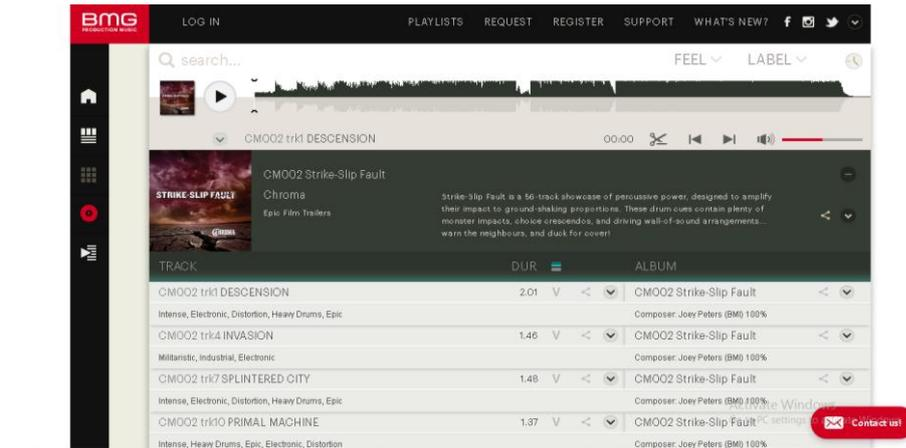 BMG
PRODUCTION MUSIC
LOG IN
PLAYLISTS REQUEST REGISTER SUPPORT WHAT'S NEW?
search...
FEEL LABEL
CM002 trk1 DESCENSION
00:00
STRIKE-SLIP FAULT
CHROMA
CM002 Strike-Slip Fault
Chroma
Epic Film Trailers
Strike-Slip Fault is a 56-track showcase of percussive power, designed to amplify
their impact to ground-shaking proportions. These drum cues contain plenty of
monster impacts, choice crescendos, and driving wall-of-sound arrangements...
warn the neighbours, and duck for cover!
TRACK DUR ALBUM
CM002 trk1 DESCENSION 2.01 V CM002 Strike-Slip Fault
Intense, Electronic, Distortion, Heavy Drums, Epic Composer: Joey Peters (BMI) 100%
CM002 trk4 INVASION 1.46 V CM002 Strike-Slip Fault
Militaristic, Industrial, Electronic Composer: Joey Peters (BMI) 100%
CM002 trk7 SPLINTERED CITY 1.48 V CM002 Strike-Slip Fault
Intense, Electronic, Distortion, Heavy Drums, Epic Composer: Joey Peters (BMI) 100%
Activate Windows
CM002 trk10 PRIMAL MACHINE 1.37 V CM002 Strike-Slip Fault
PC settings to Windows
Contact us!
Intense, Heavy Drums, Epic, Electronic, Distortion Composer: Joey Peters (BMI) 100%